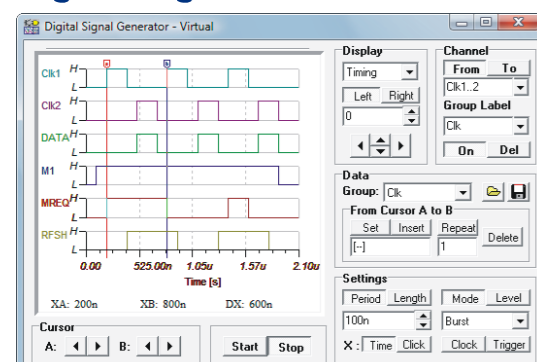 Digital Signal Generator - Virtual
Display
Timing
Left Right
0
Channel
From To
Clk1..2
Group Label
Clk
On Del
Clk1 H
L
Clk2 H
L
DATA H
L
M1 H
L
MREQ H
L
RFSH H
L
0.00 525.00n 1.05u 1.57u 2.10u
Time [s]
XA: 200n XB: 800n DX: 600n
Data
Group: Clk
From Cursor A to B
Set Insert Repeat Delete
[--] 1
Settings
Period Length Mode Level
100n Burst
X : Time Click Clock Trigger
Cursor
A: B: Start Stop